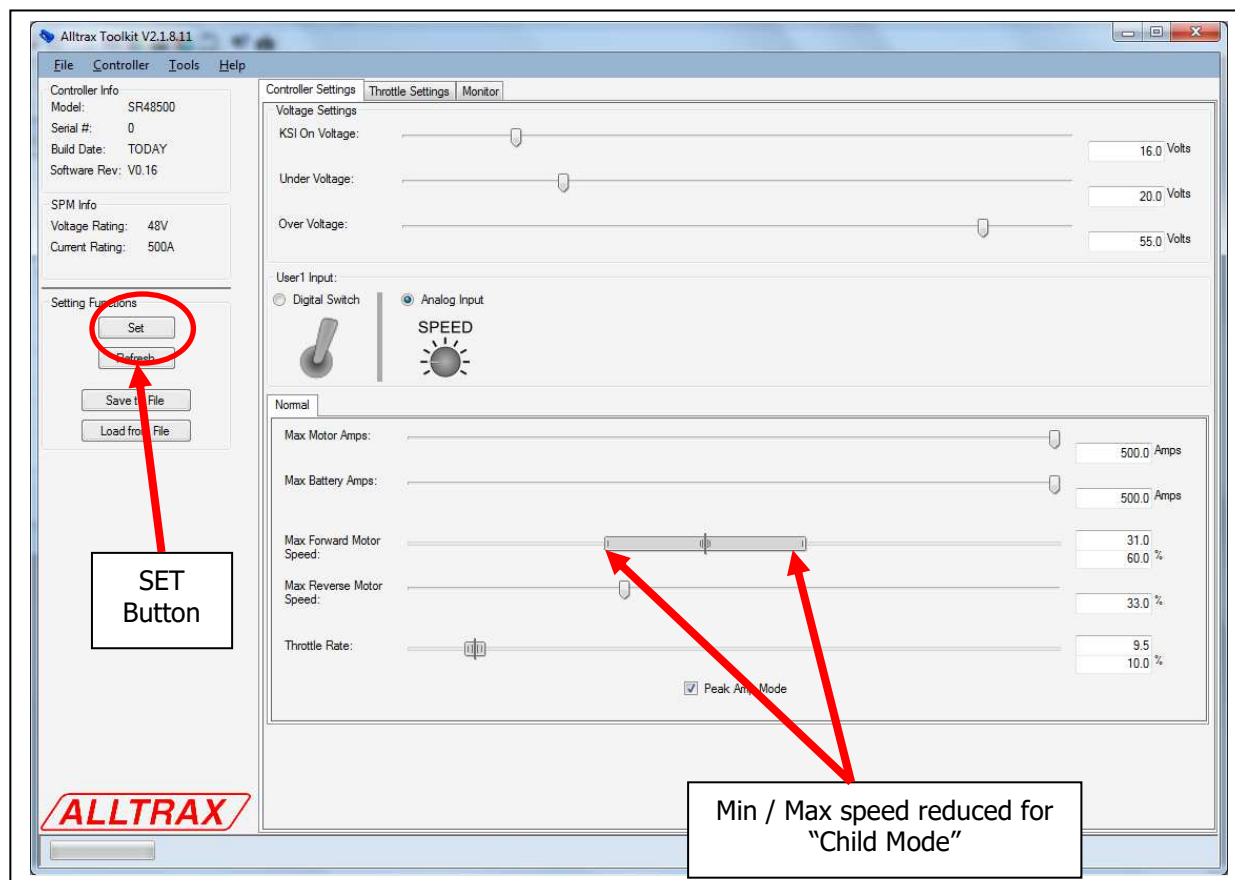 Alltrax Toolkit V2.1.8.11
File Controller Tools Help
Controller Info
Model: SR48500
Serial #: 0
Build Date: TODAY
Software Rev: V0.16
SPM Info
Voltage Rating: 48V
Current Rating: 500A
Setting Functions
Set
Refresh
Save to File
Load from File
SET
Button
ALLTRAX
Controller Settings Throttle Settings Monitor
Voltage Settings
KSI On Voltage: 16.0 Volts
Under Voltage: 20.0 Volts
Over Voltage: 55.0 Volts
User1 Input:
Digital Switch Analog Input
SPEED
Normal
Max Motor Amps: 500.0 Amps
Max Battery Amps: 500.0 Amps
Max Forward Motor
Speed:
31.0
60.0 %
Max Reverse Motor
Speed:
33.0 %
Throttle Rate:
9.5
10.0 %
Peak Amp Mode
Min / Max speed reduced for
“Child Mode”